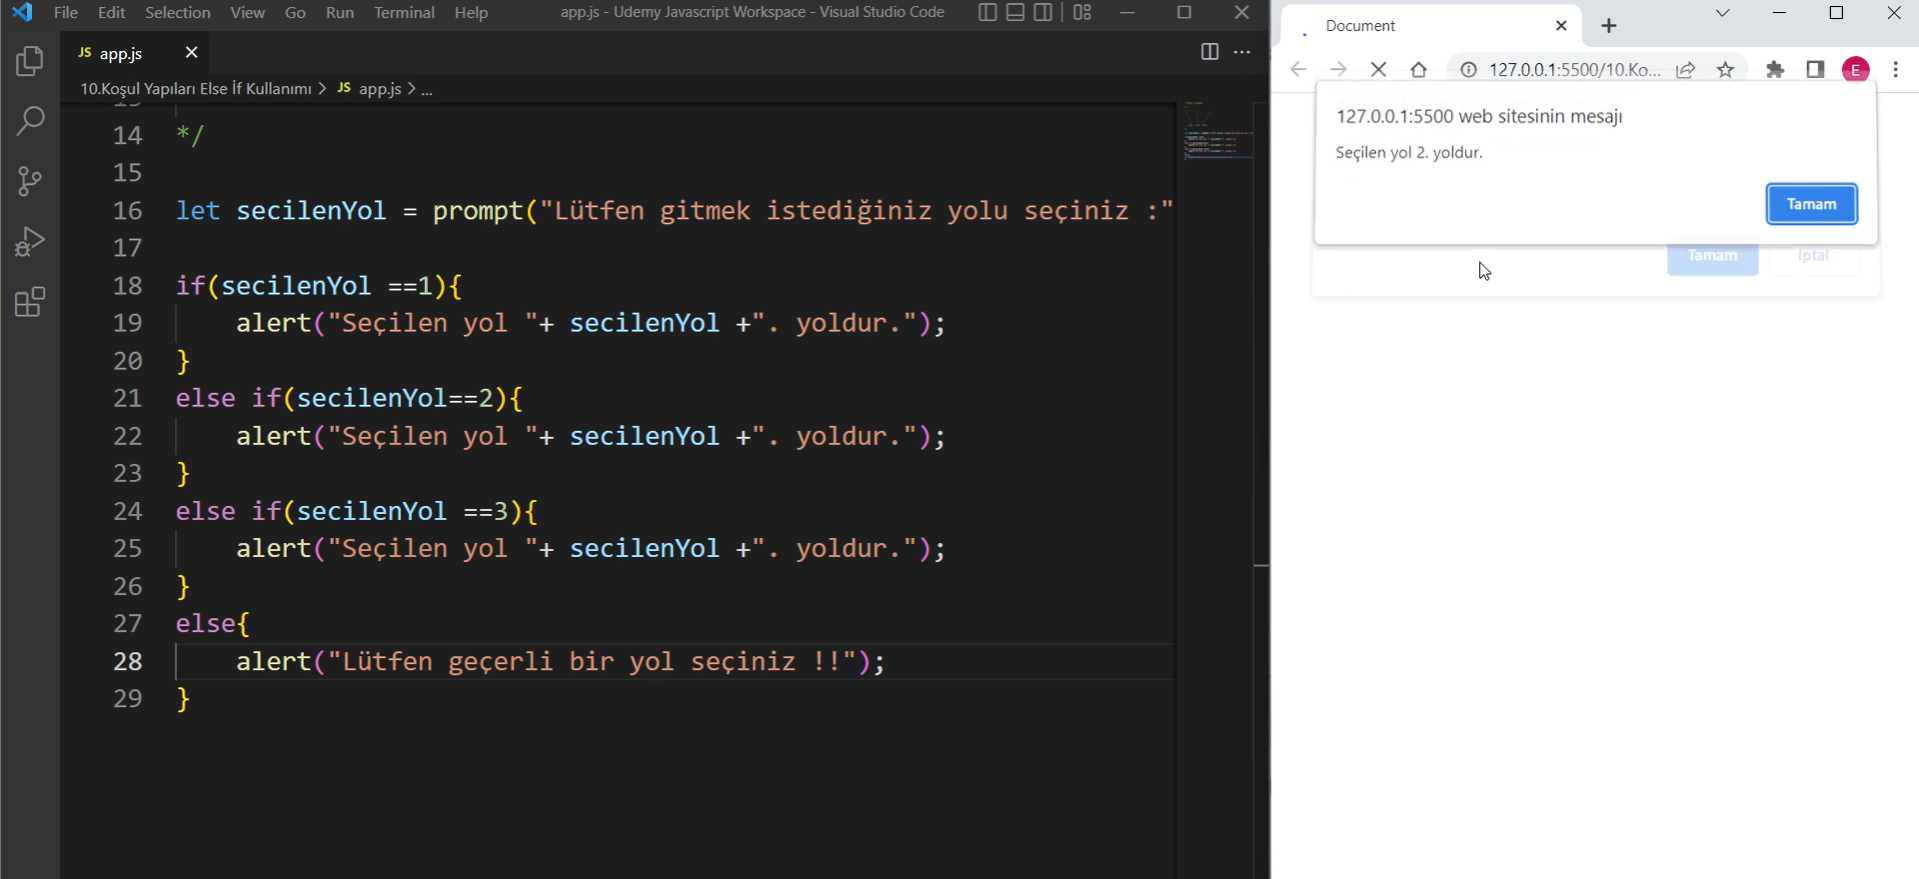 File Edit Selection View Go Run Terminal Help app.js - Udemy Javascript Workspace - Visual Studio Code
JS app.js
10.Koşul Yapıları Else İf Kullanımı > JS app.js > ...
14 */
15
16 let secilenYol = prompt("Lütfen gitmek istediğiniz yolu seçiniz :"
17
18 if(secilenYol ==1){
19 alert("Seçilen yol "+ secilenYol +". yoldur.");
20 }
21 else if(secilenYol==2){
22 alert("Seçilen yol "+ secilenYol +". yoldur.");
23 }
24 else if(secilenYol ==3){
25 alert("Seçilen yol "+ secilenYol +". yoldur.");
26 }
27 else{
28 alert("Lütfen geçerli bir yol seçiniz !!");
29 }
Document
127.0.0.1:5500/10.Ko... E
127.0.0.1:5500 web sitesinin mesajı
Seçilen yol 2. yoldur.
Tamam
Tamam İptal